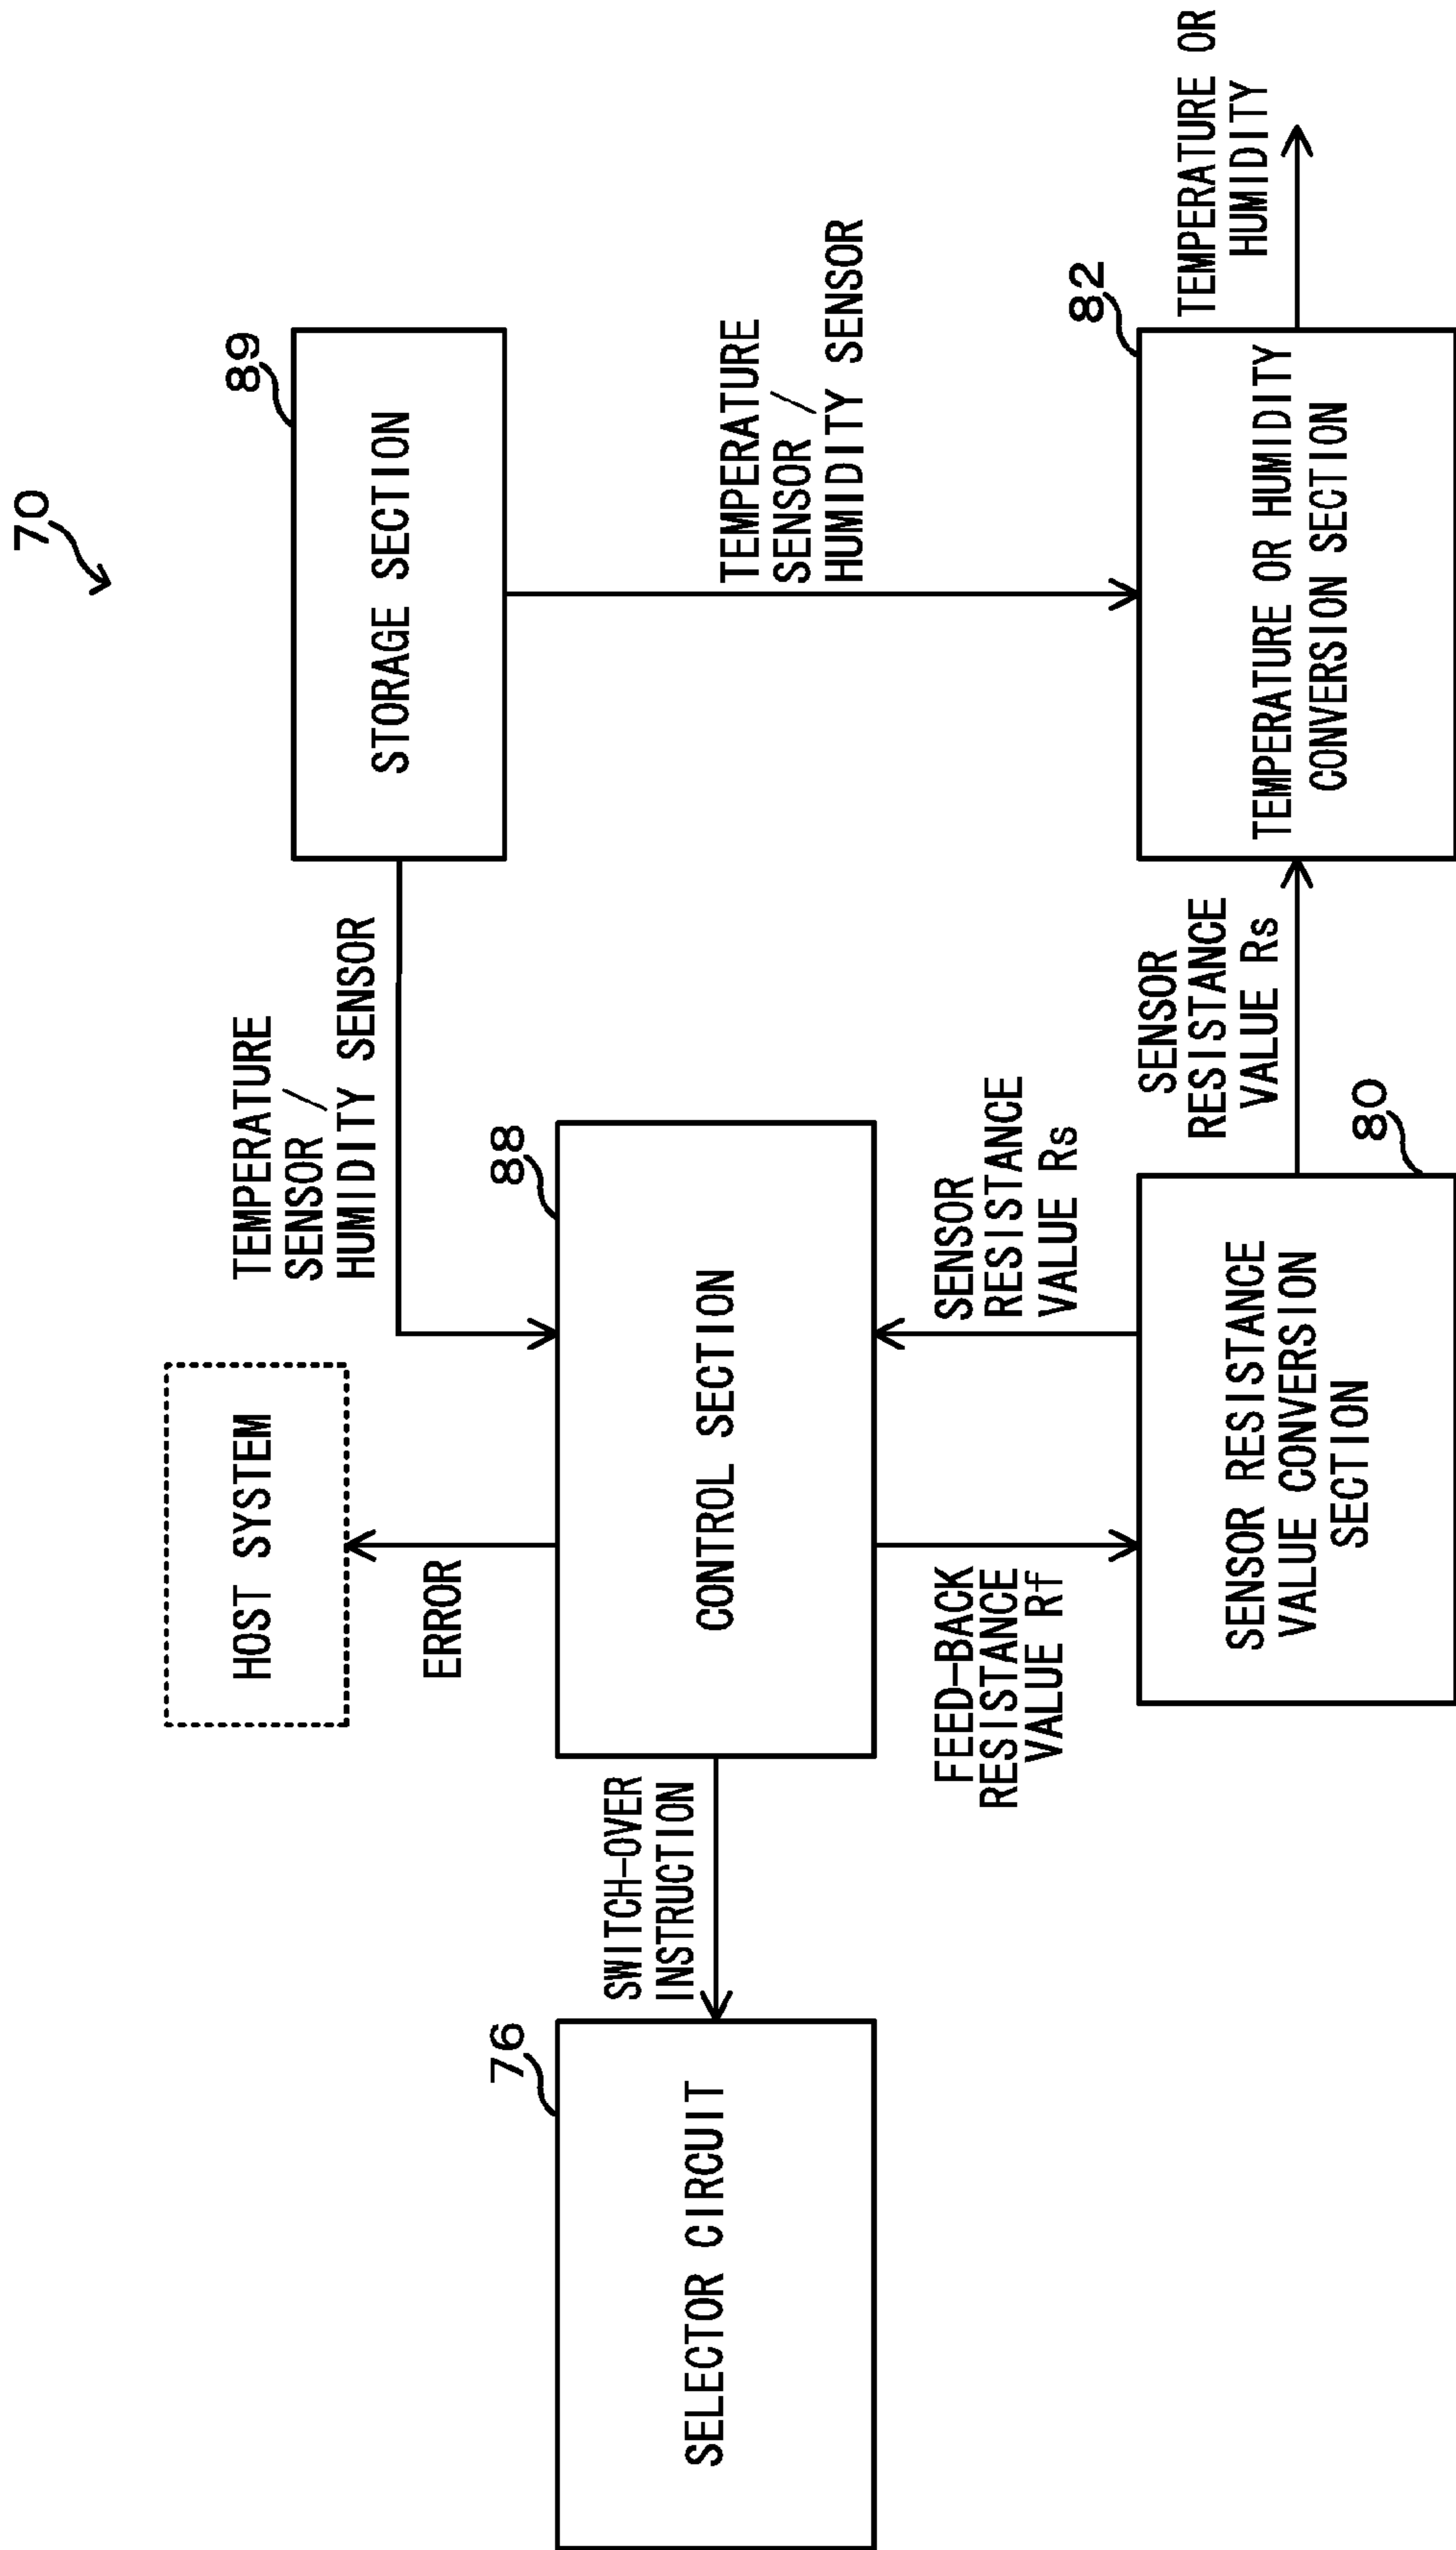 70
HOST SYSTEM
TEMPERATURE
SENSOR /
HUMIDITY SENSOR
89
STORAGE SECTION
ERROR
76
SELECTOR CIRCUIT
SWITCH-OVER
INSTRUCTION
88
CONTROL SECTION
TEMPERATURE
SENSOR /
HUMIDITY SENSOR
FEED-BACK
RESISTANCE
VALUE Rf
SENSOR
RESISTANCE
VALUE Rs
80
SENSOR RESISTANCE
VALUE CONVERSION
SECTION
SENSOR
RESISTANCE
VALUE Rs
82
TEMPERATURE OR HUMIDITY
CONVERSION SECTION
TEMPERATURE OR
HUMIDITY